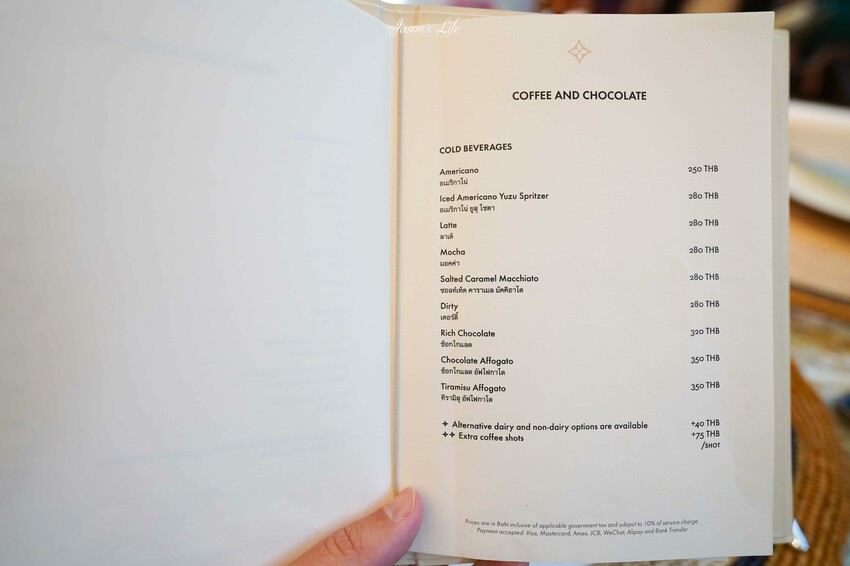 Jason's Life
COFFEE AND CHOCOLATE
COLD BEVERAGES
Americano 250 THB
อเมริกาโน่
Iced Americano Yuzu Spritzer 280 THB
อเมริกาโน่ ยูสุ โซดา
Latte 280 THB
ลาเต้
Mocha 280 THB
มอคค่า
Salted Caramel Macchiato 280 THB
ซอลท์เท็ด คาราเมล มัคคิอาโต
Dirty 280 THB
เดอร์ตี้
Rich Chocolate 320 THB
ช็อกโกแลต
Chocolate Affogato 350 THB
ช็อกโกแลต อัฟโฟกาโต
Tiramisu Affogato 350 THB
ทิรามิสุ อัฟโฟกาโต
✦ Alternative dairy and non-dairy options are available +40 THB
✦✦ Extra coffee shots +75 THB
/SHOT
Prices are in Baht inclusive of applicable government tax and subject to 10% of service charge
Payment accepted: Visa, Mastercard, Amex, JCB, WeChat, Alipay and Bank Transfer